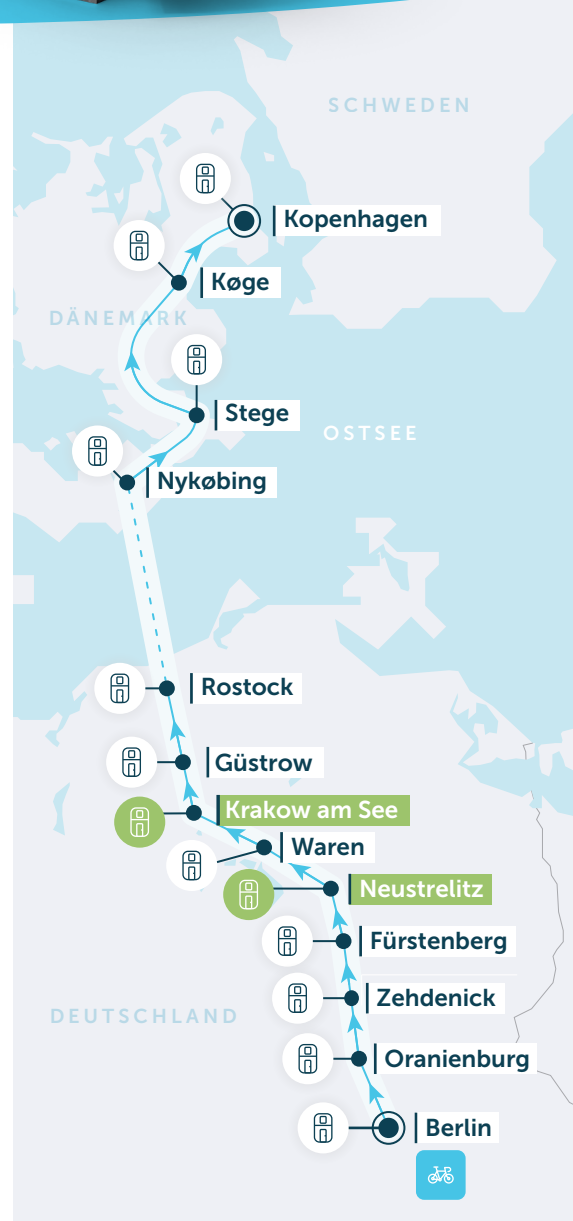 SCHWEDEN
Kopenhagen
Køge
DÄNEMARK
Stege
OSTSEE
Nykøbing
Rostock
Güstrow
Krakow am See
Waren
Neustrelitz
Fürstenberg
Zehdenick
DEUTSCHLAND
Oranienburg
Berlin